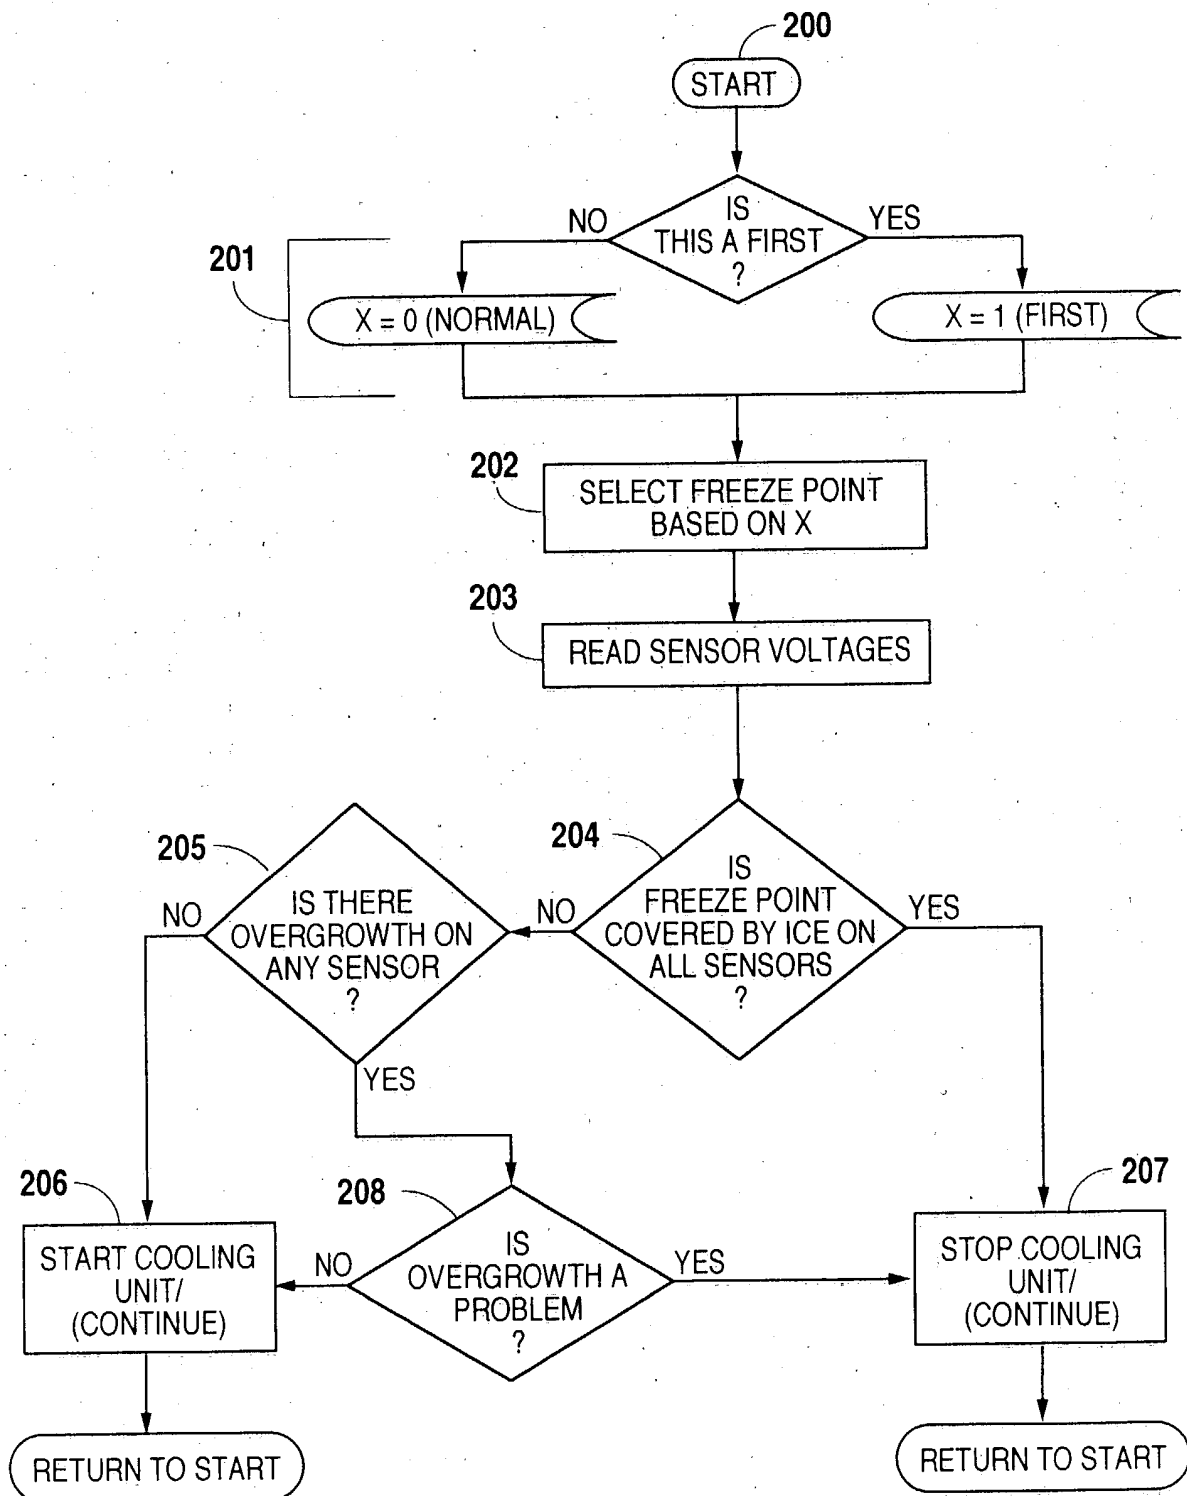 200
START
IS
THIS A FIRST
?
NO
YES
201
X = 0 (NORMAL)
X = 1 (FIRST)
202
SELECT FREEZE POINT
BASED ON X
203
READ SENSOR VOLTAGES
204
IS
FREEZE POINT
COVERED BY ICE ON
ALL SENSORS
?
NO
YES
205
IS THERE
OVERGROWTH ON
ANY SENSOR
?
NO
YES
206
START COOLING
UNIT/
(CONTINUE)
208
IS
OVERGROWTH A
PROBLEM
?
NO
YES
207
STOP COOLING
UNIT/
(CONTINUE)
RETURN TO START
RETURN TO START